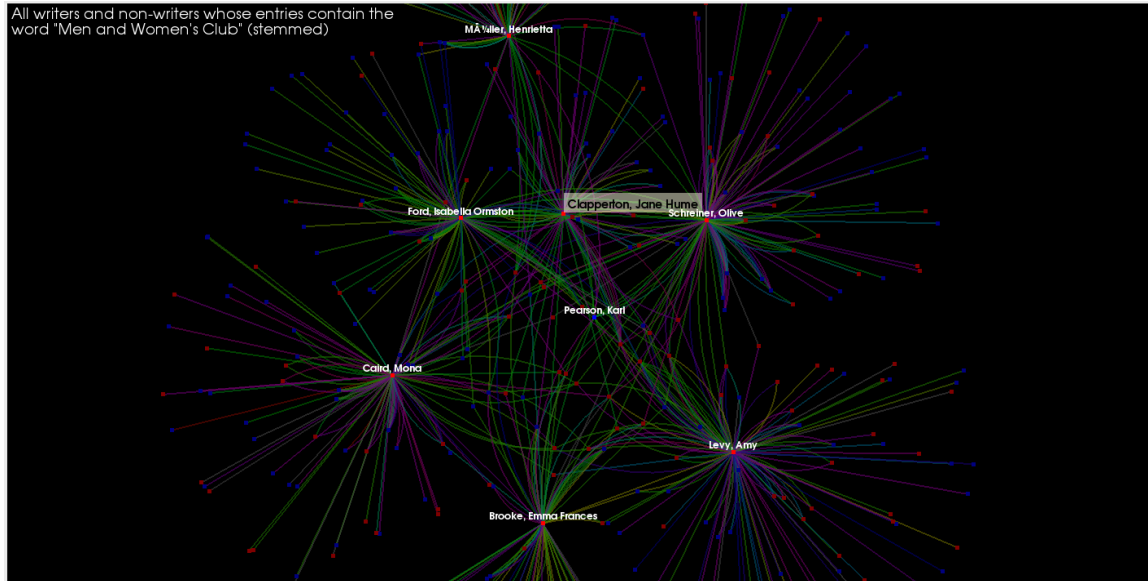 All writers and non-writers whose entries contain the
word "Men and Women's Club" (stemmed)
MÃ¼ller, Henrietta
Clapperton, Jane Hume
Ford, Isabella Ormston
Schreiner, Olive
Pearson, Karl
Caird, Mona
Levy, Amy
Brooke, Emma Frances